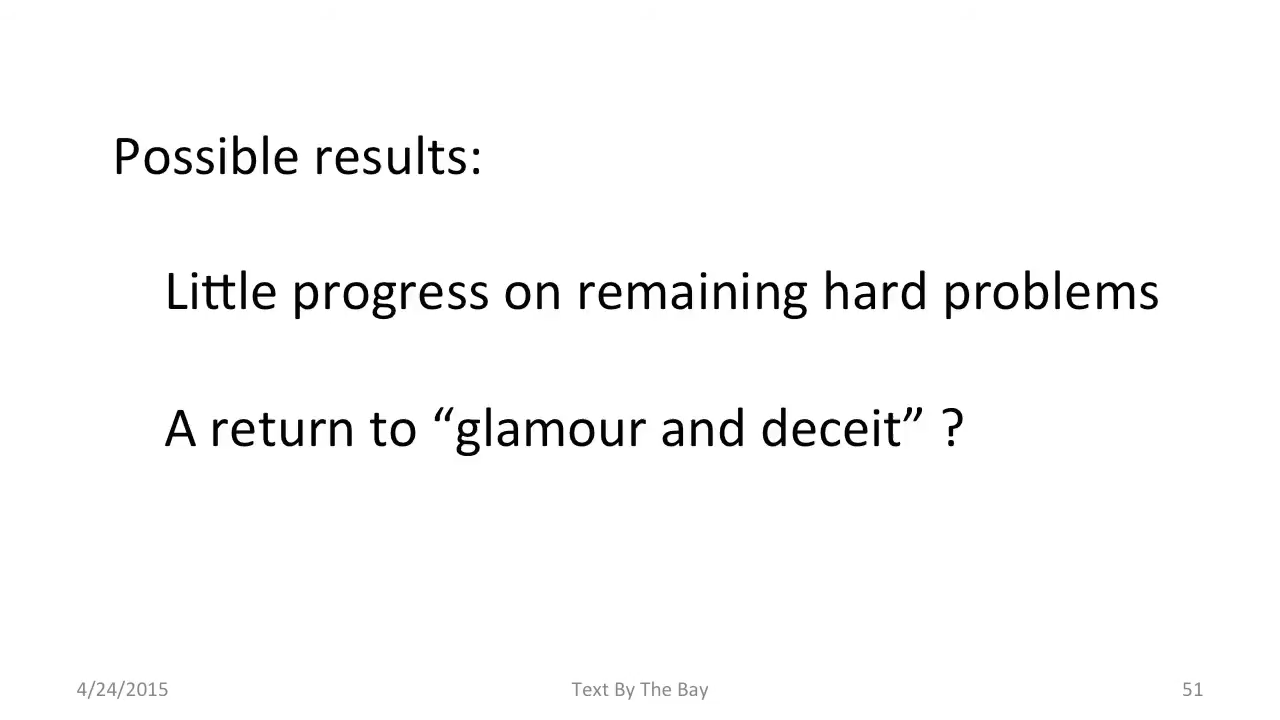 Possible results:
Little progress on remaining hard problems
A return to “glamour and deceit” ?
4/24/2015
Text By The Bay
51